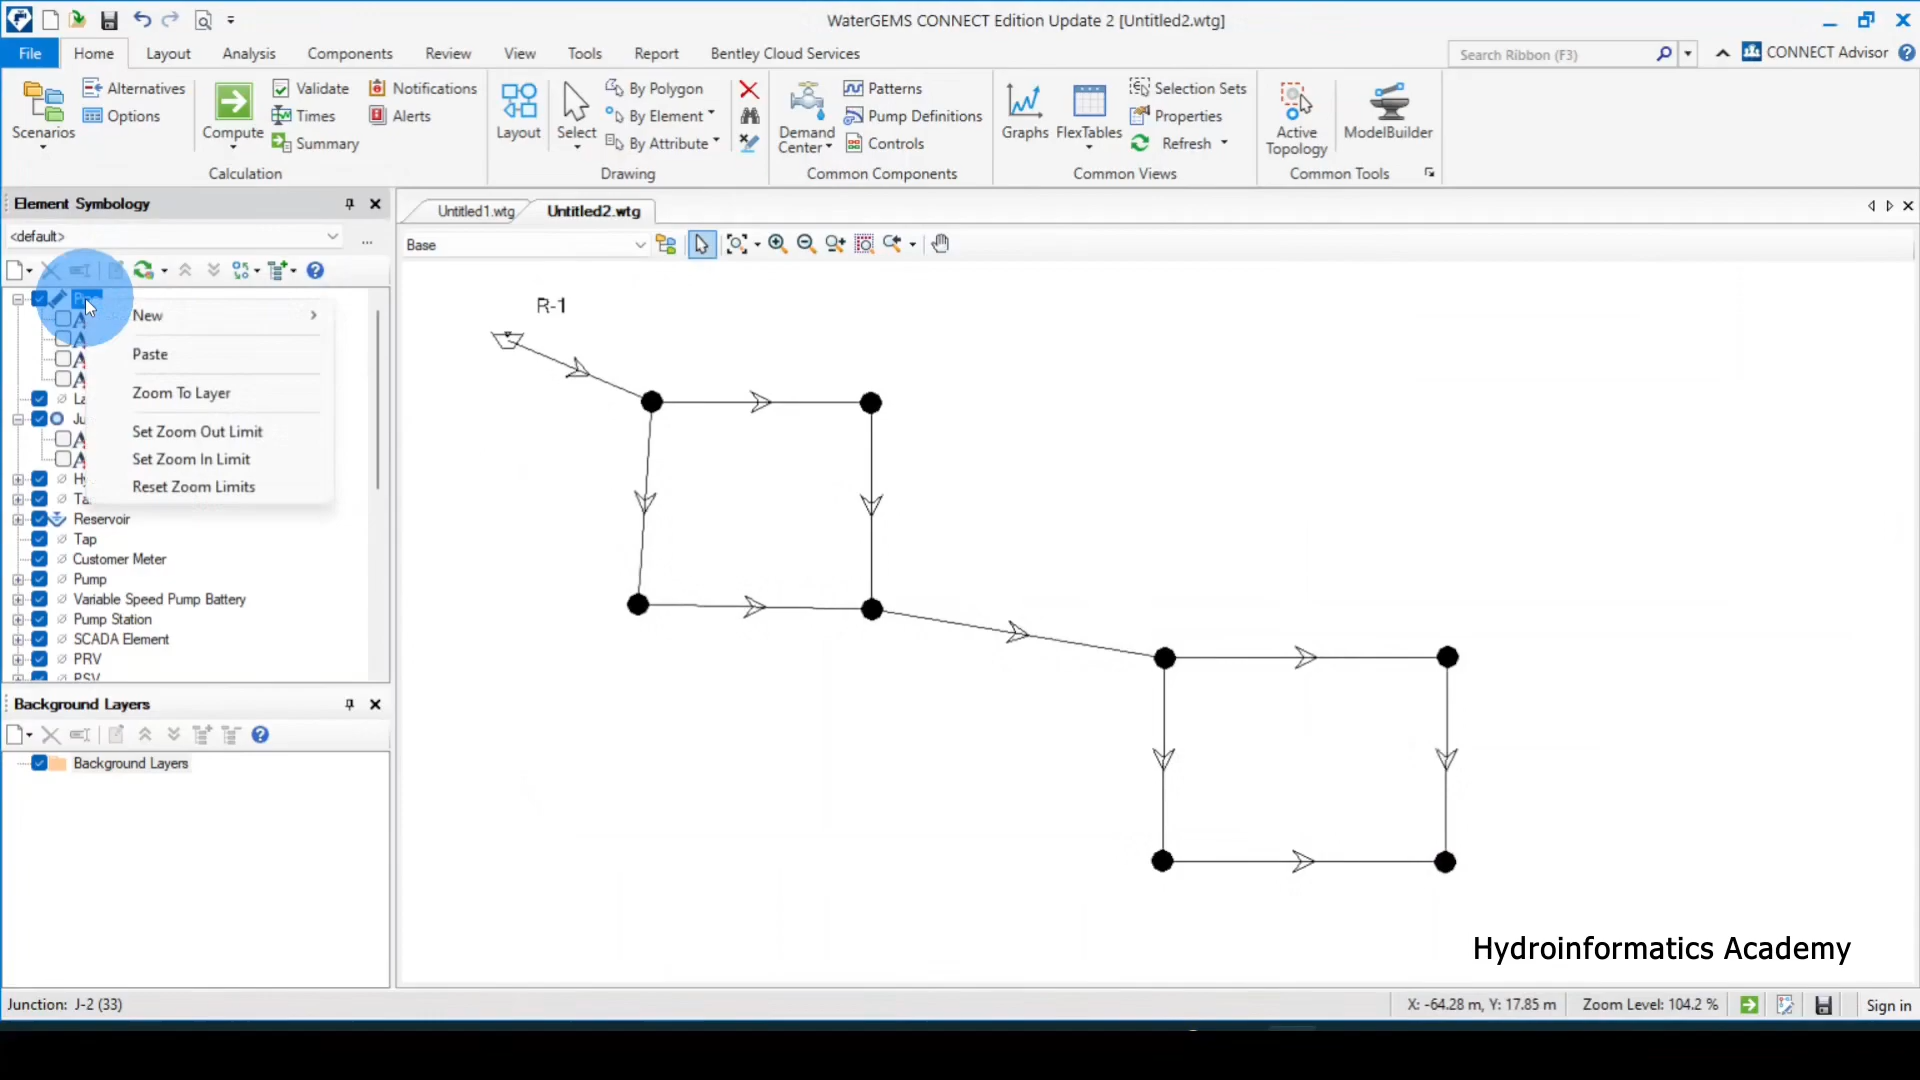 WaterGEMS CONNECT Edition Update 2 [Untitled2.wtg]
File Home Layout Analysis Components Review View Tools Report Bentley Cloud Services
Search Ribbon (F3)
CONNECT Advisor
Scenarios
Alternatives
Options
Compute
Validate
Times
Summary
Notifications
Alerts
Calculation
Layout
Select
By Polygon
By Element
By Attribute
Drawing
Demand
Center
Patterns
Pump Definitions
Controls
Common Components
Graphs
FlexTables
Selection Sets
Properties
Refresh
Common Views
Active
Topology
ModelBuilder
Common Tools
Element Symbology
<default>
New
Paste
Zoom To Layer
Set Zoom Out Limit
Set Zoom In Limit
Reset Zoom Limits
Reservoir
Tap
Customer Meter
Pump
Variable Speed Pump Battery
Pump Station
SCADA Element
PRV
PSV
Background Layers
Background Layers
Untitled1.wtg
Untitled2.wtg
Base
R-1
Hydroinformatics Academy
Junction: J-2 (33)
X: -64.28 m, Y: 17.85 m
Zoom Level: 104.2 %
Sign in